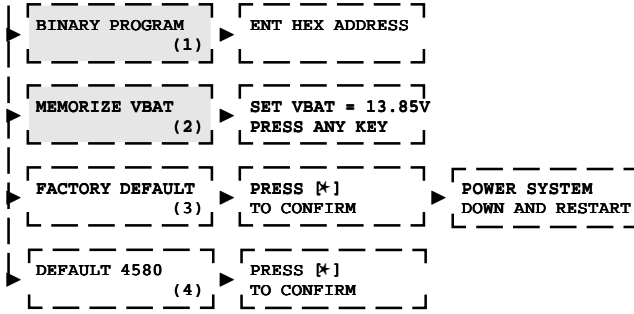 BINARY PROGRAM
(1)
ENT HEX ADDRESS
MEMORIZE VBAT
(2)
SET VBAT = 13.85V
PRESS ANY KEY
FACTORY DEFAULT
(3)
PRESS [*]
TO CONFIRM
POWER SYSTEM
DOWN AND RESTART
DEFAULT 4580
(4)
PRESS [*]
TO CONFIRM